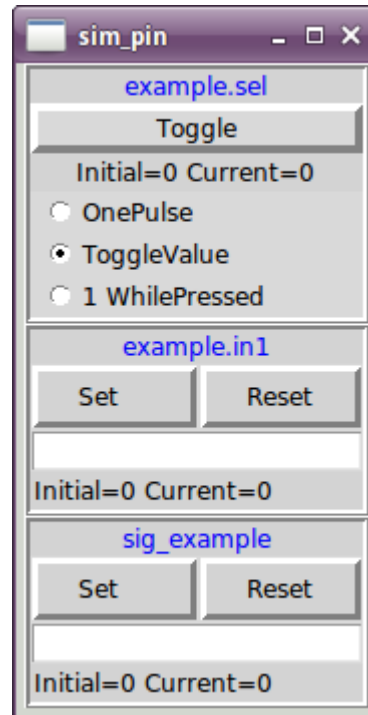 sim_pin
example.sel
Toggle
Initial=0 Current=0
OnePulse
ToggleValue
1 WhilePressed
example.in1
Set Reset
Initial=0 Current=0
sig_example
Set Reset
Initial=0 Current=0